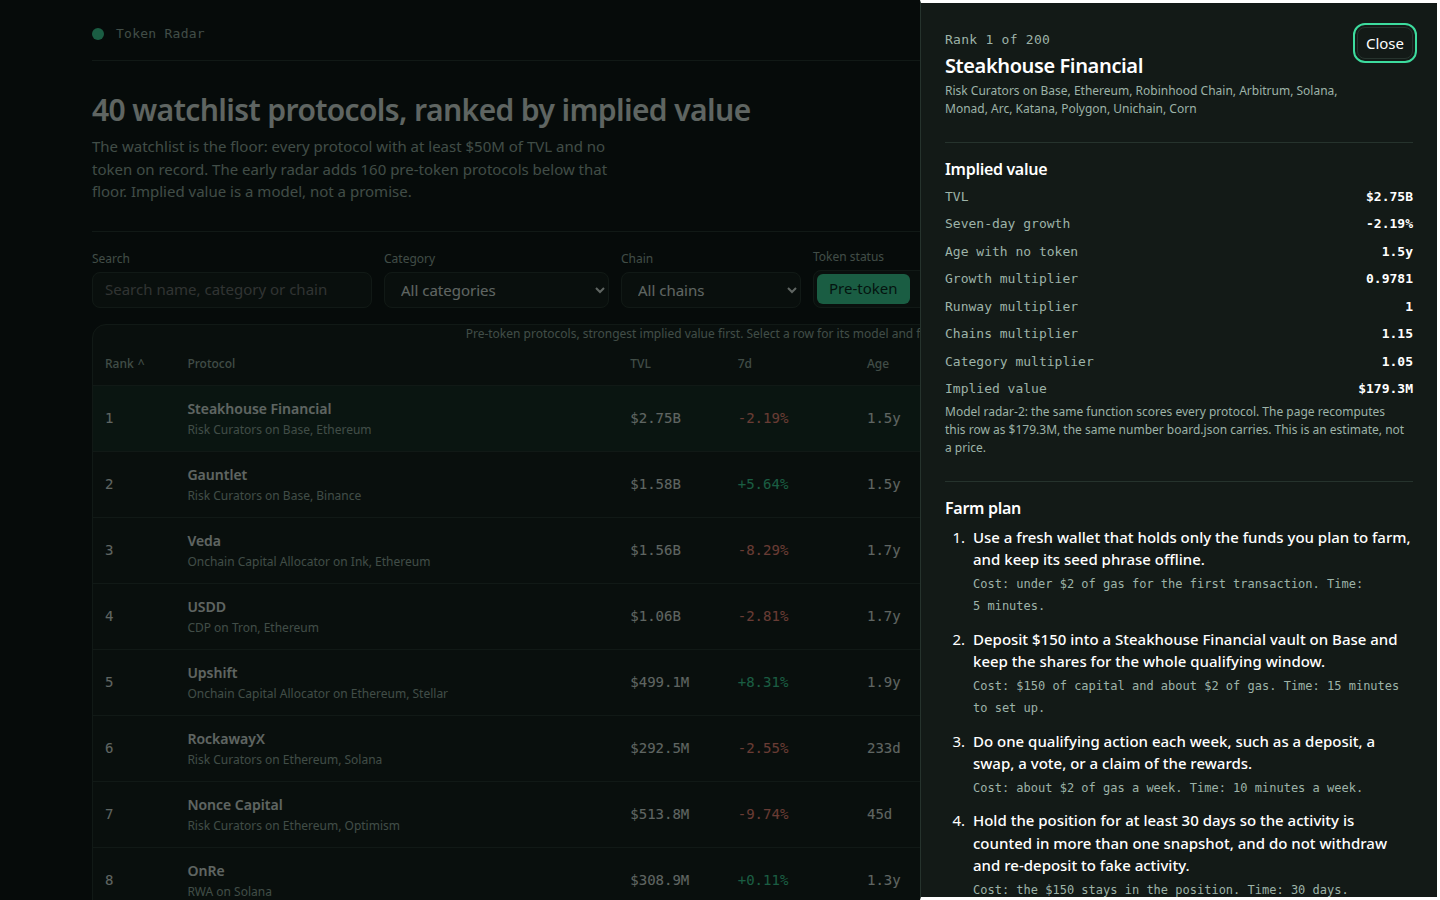 Token Radar
40 watchlist protocols, ranked by implied value
The watchlist is the floor: every protocol with at least $50M of TVL and no
token on record. The early radar adds 160 pre-token protocols below that
floor. Implied value is a model, not a promise.
Search
Category
Chain
Token status
Search name, category or chain
All categories
All chains
Pre-token
Pre-token protocols, strongest implied value first. Select a row for its model and f
Rank ^ Protocol TVL 7d Age
1 Steakhouse Financial $2.75B -2.19% 1.5y
Risk Curators on Base, Ethereum
2 Gauntlet $1.58B +5.64% 1.5y
Risk Curators on Base, Binance
3 Veda $1.56B -8.29% 1.7y
Onchain Capital Allocator on Ink, Ethereum
4 USDD $1.06B -2.81% 1.7y
CDP on Tron, Ethereum
5 Upshift $499.1M +8.31% 1.9y
Onchain Capital Allocator on Ethereum, Stellar
6 RockawayX $292.5M -2.55% 233d
Risk Curators on Ethereum, Solana
7 Nonce Capital $513.8M -9.74% 45d
Risk Curators on Ethereum, Optimism
8 OnRe $308.9M +0.11% 1.3y
RWA on Solana
Rank 1 of 200
Close
Steakhouse Financial
Risk Curators on Base, Ethereum, Robinhood Chain, Arbitrum, Solana,
Monad, Arc, Katana, Polygon, Unichain, Corn
Implied value
TVL $2.75B
Seven-day growth -2.19%
Age with no token 1.5y
Growth multiplier 0.9781
Runway multiplier 1
Chains multiplier 1.15
Category multiplier 1.05
Implied value $179.3M
Model radar-2: the same function scores every protocol. The page recomputes
this row as $179.3M, the same number board.json carries. This is an estimate, not
a price.
Farm plan
1. Use a fresh wallet that holds only the funds you plan to farm,
and keep its seed phrase offline.
Cost: under $2 of gas for the first transaction. Time:
5 minutes.
2. Deposit $150 into a Steakhouse Financial vault on Base and
keep the shares for the whole qualifying window.
Cost: $150 of capital and about $2 of gas. Time: 15 minutes
to set up.
3. Do one qualifying action each week, such as a deposit, a
swap, a vote, or a claim of the rewards.
Cost: about $2 of gas a week. Time: 10 minutes a week.
4. Hold the position for at least 30 days so the activity is
counted in more than one snapshot, and do not withdraw
and re-deposit to fake activity.
Cost: the $150 stays in the position. Time: 30 days.